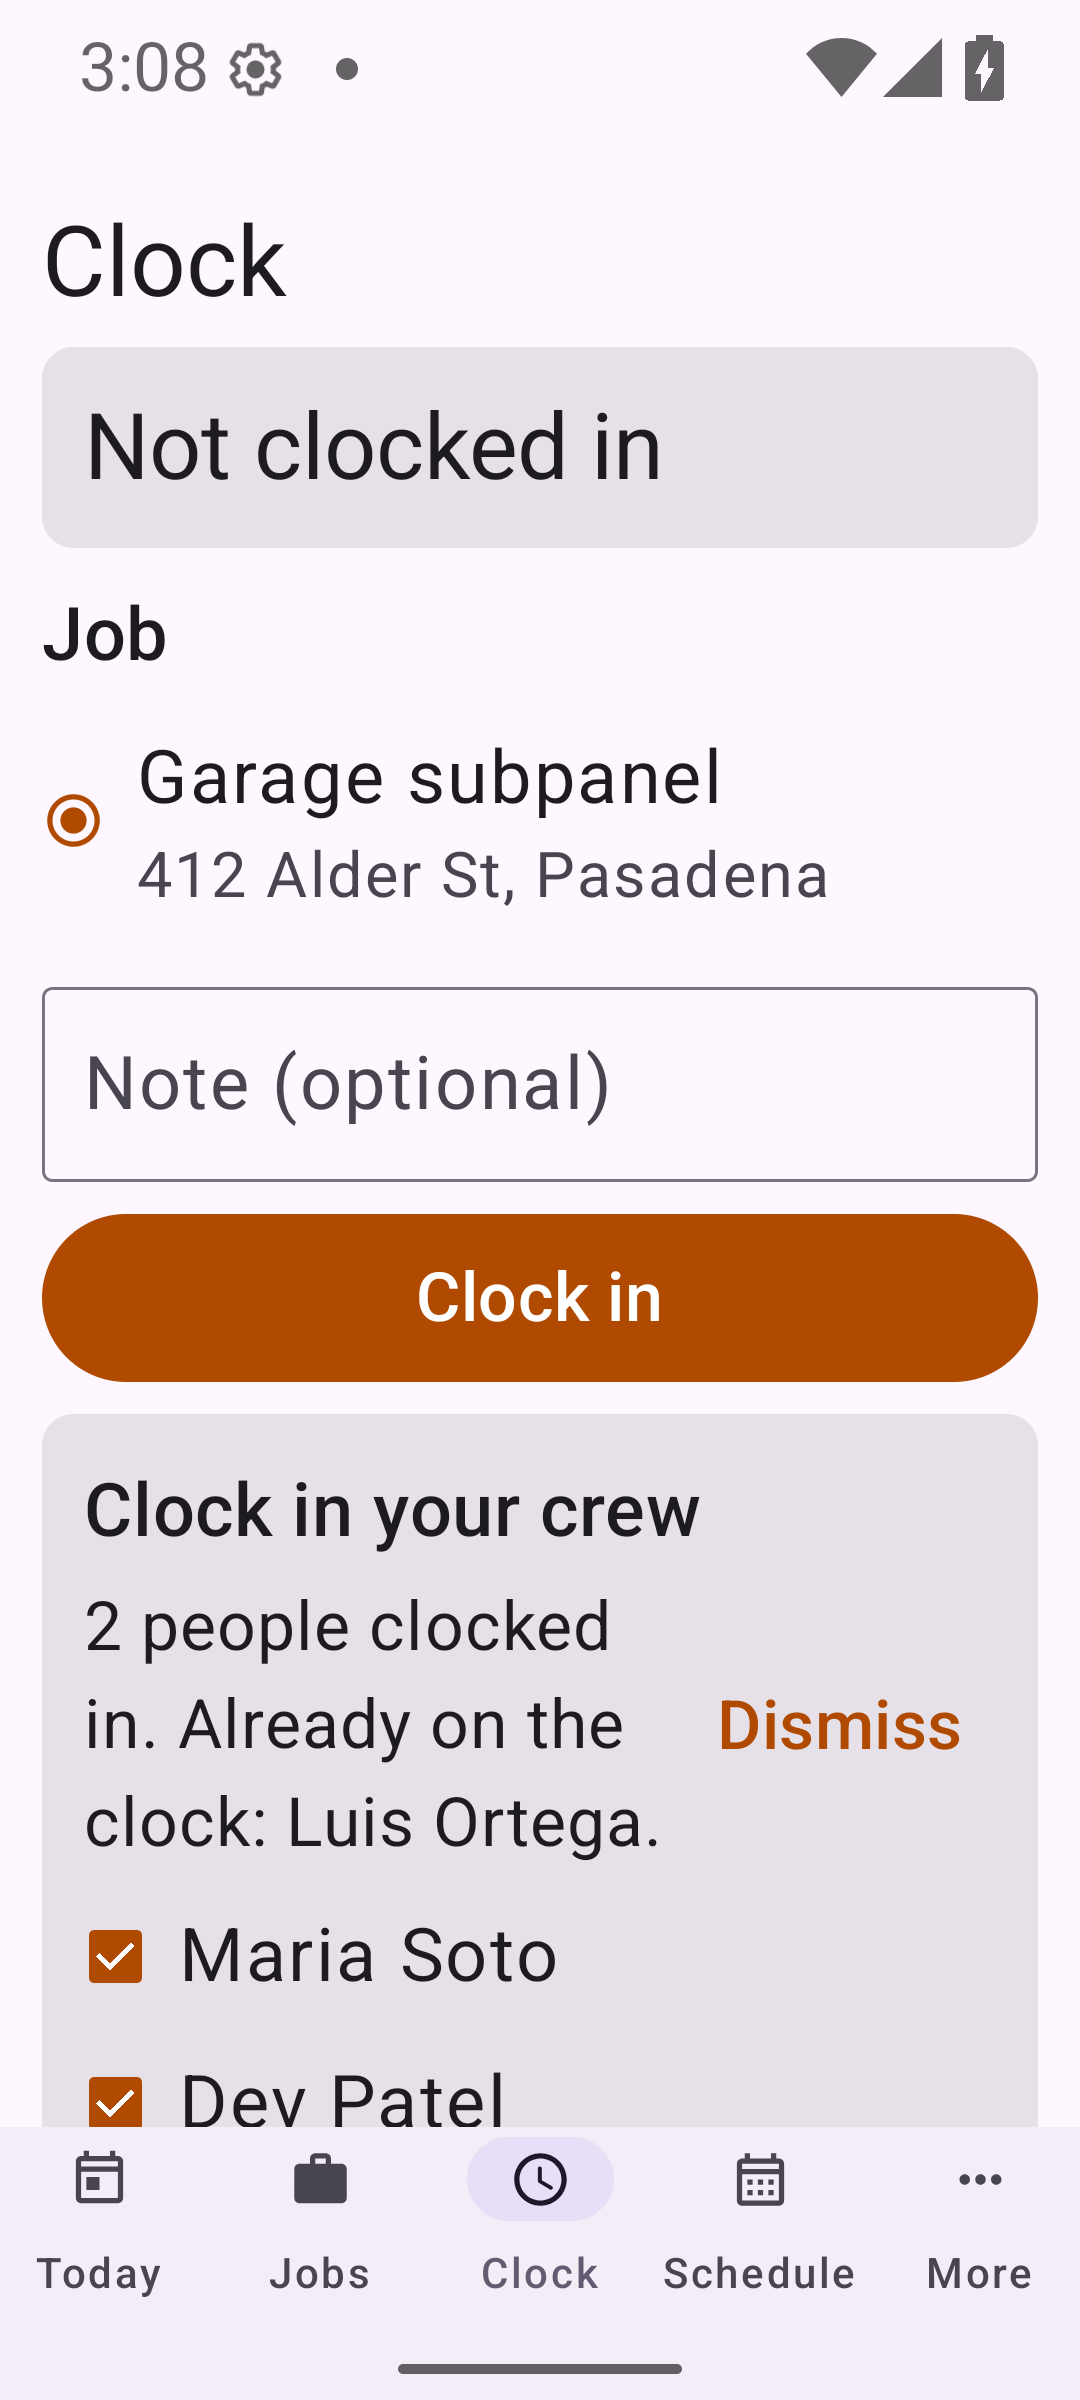 3:08
Clock
Not clocked in
Job
Garage subpanel
412 Alder St, Pasadena
Note (optional)
Clock in
Clock in your crew
2 people clocked
in. Already on the
clock: Luis Ortega.
Dismiss
Maria Soto
Dev Patel
Today
Jobs
Clock
Schedule
More